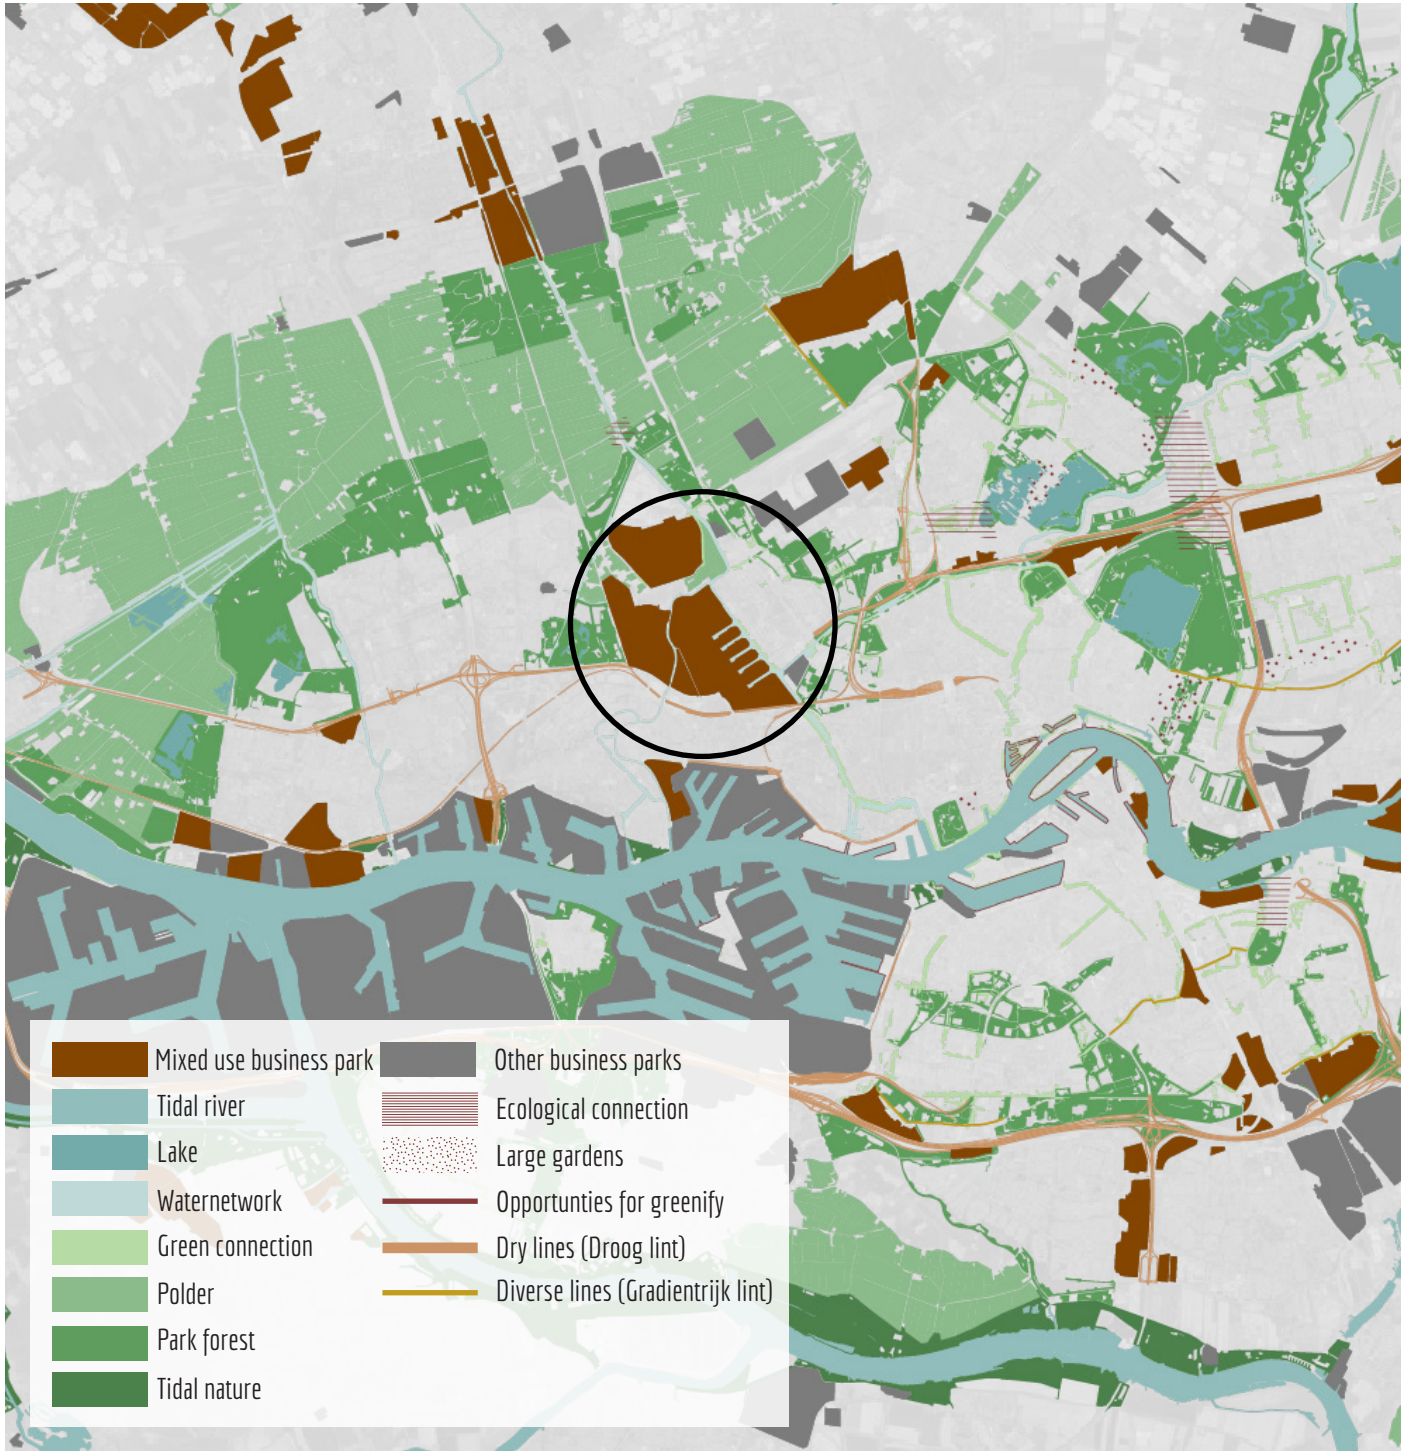 Mixed use business park
Tidal river
Lake
Waternetwork
Green connection
Polder
Park forest
Tidal nature
Other business parks
Ecological connection
Large gardens
Opportunties for greenify
Dry lines (Droog lint)
Diverse lines (Gradientrijk lint)